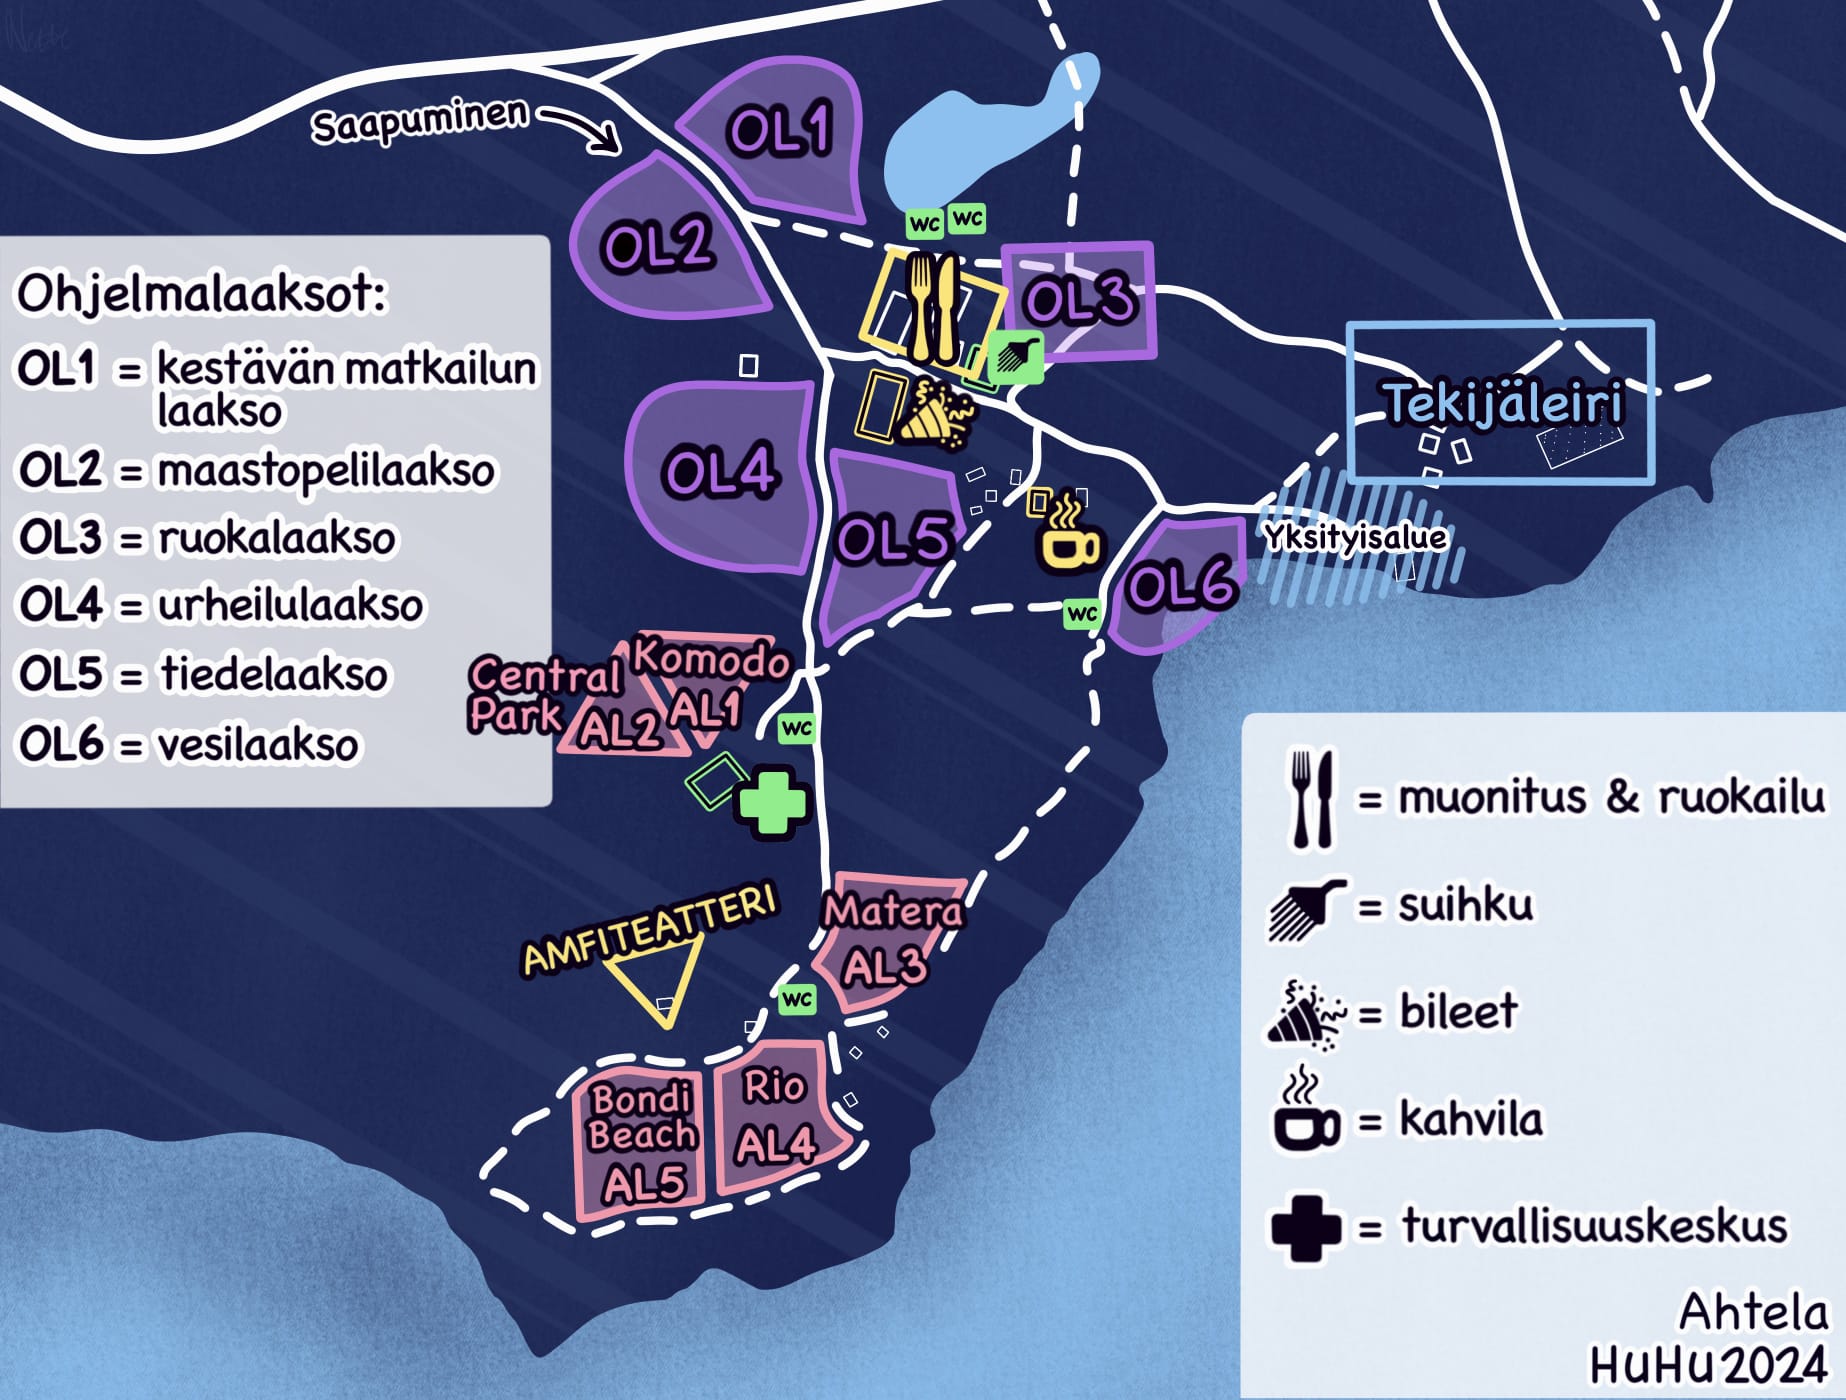 Saapuminen
OL1
OL2
WC
WC
OL3
OL4
OL5
OL6
WC
Tekijäleiri
Yksityisalue
Central
Park
AL2
Komodo
AL1
WC
AMFITEATTERI
Matera
AL3
WC
Bondi
Beach
AL5
Rio
AL4
Ohjelmalaaksot:
OL1 = kestävän matkailun
laakso
OL2 = maastopelilaakso
OL3 = ruokalaakso
OL4 = urheilulaakso
OL5 = tiedelaakso
OL6 = vesilaakso
= muonitus & ruokailu
= suihku
= bileet
= kahvila
= turvallisuuskeskus
Ahtela
HuHu2024